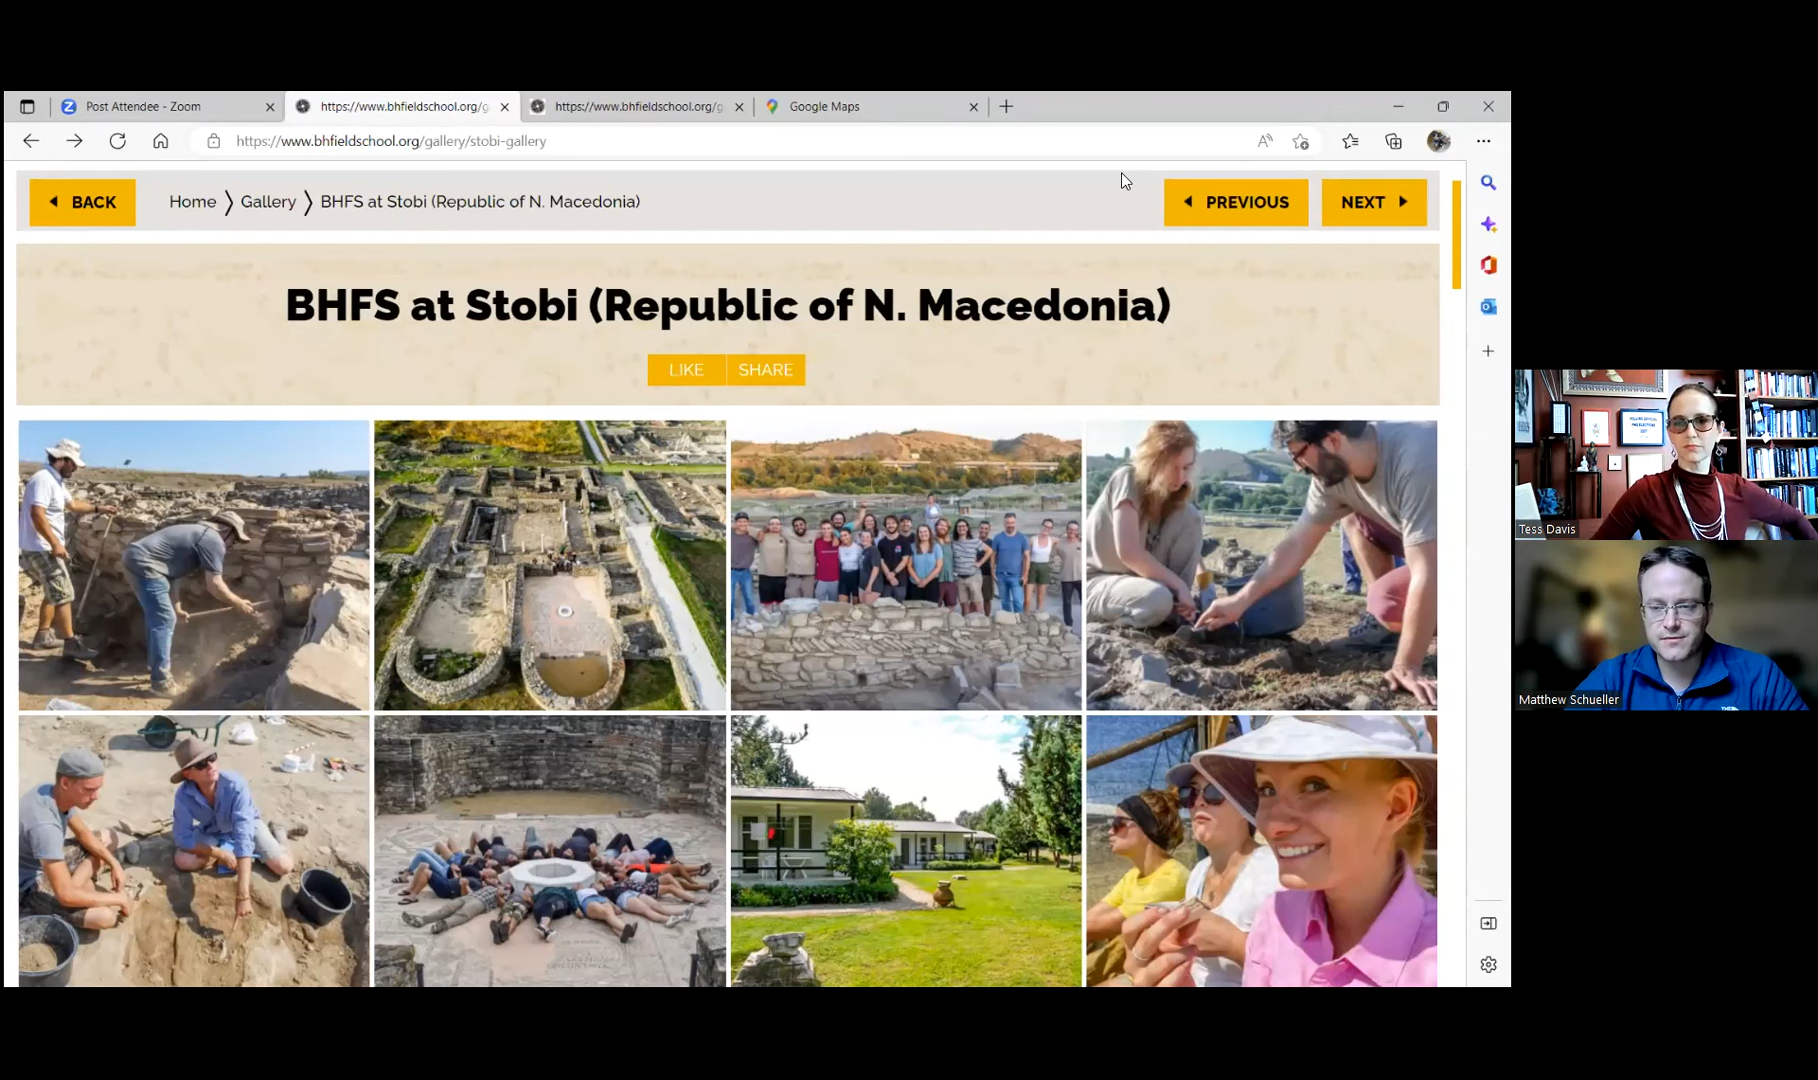 Post Attendee - Zoom
https://www.bhfieldschool.org/g
https://www.bhfieldschool.org/g
Google Maps
https://www.bhfieldschool.org/gallery/stobi-gallery
BACK
Home
Gallery
BHFS at Stobi (Republic of N. Macedonia)
PREVIOUS
NEXT
BHFS at Stobi (Republic of N. Macedonia)
LIKE
SHARE
Tess Davis
Matthew Schueller